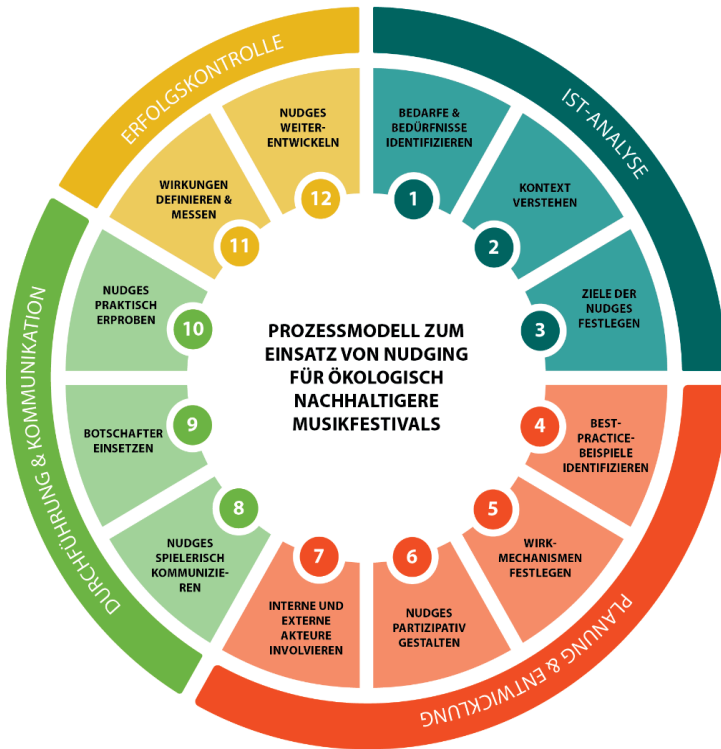 PROZESSMODELL ZUM
EINSATZ VON NUDGING
FÜR ÖKOLOGISCH
NACHHALTIGERE
MUSIKFESTIVALS
IST-ANALYSE
BEDARFE &
BEDÜRFNISSE
IDENTIFIZIEREN
1
KONTEXT
VERSTEHEN
2
ZIELE DER
NUDGES
FESTLEGEN
3
PLANUNG & ENTWICKLUNG
BEST-
PRACTICE-
BEISPIELE
IDENTIFIZIEREN
4
WIRK-
MECHANISMEN
FESTLEGEN
5
NUDGES
PARTIZIPATIV
GESTALTEN
6
INTERNE UND
EXTERNE
AKTEURE
INVOLVIEREN
7
DURCHFÜHRUNG & KOMMUNIKATION
NUDGES
SPIELERISCH
KOMMUNIZIE-
REN
8
BOTSCHAFTER
EINSETZEN
9
NUDGES
PRAKTISCH
ERPROBEN
10
ERFOLGSKONTROLLE
WIRKUNGEN
DEFINIEREN &
MESSEN
11
NUDGES
WEITER-
ENTWICKELN
12